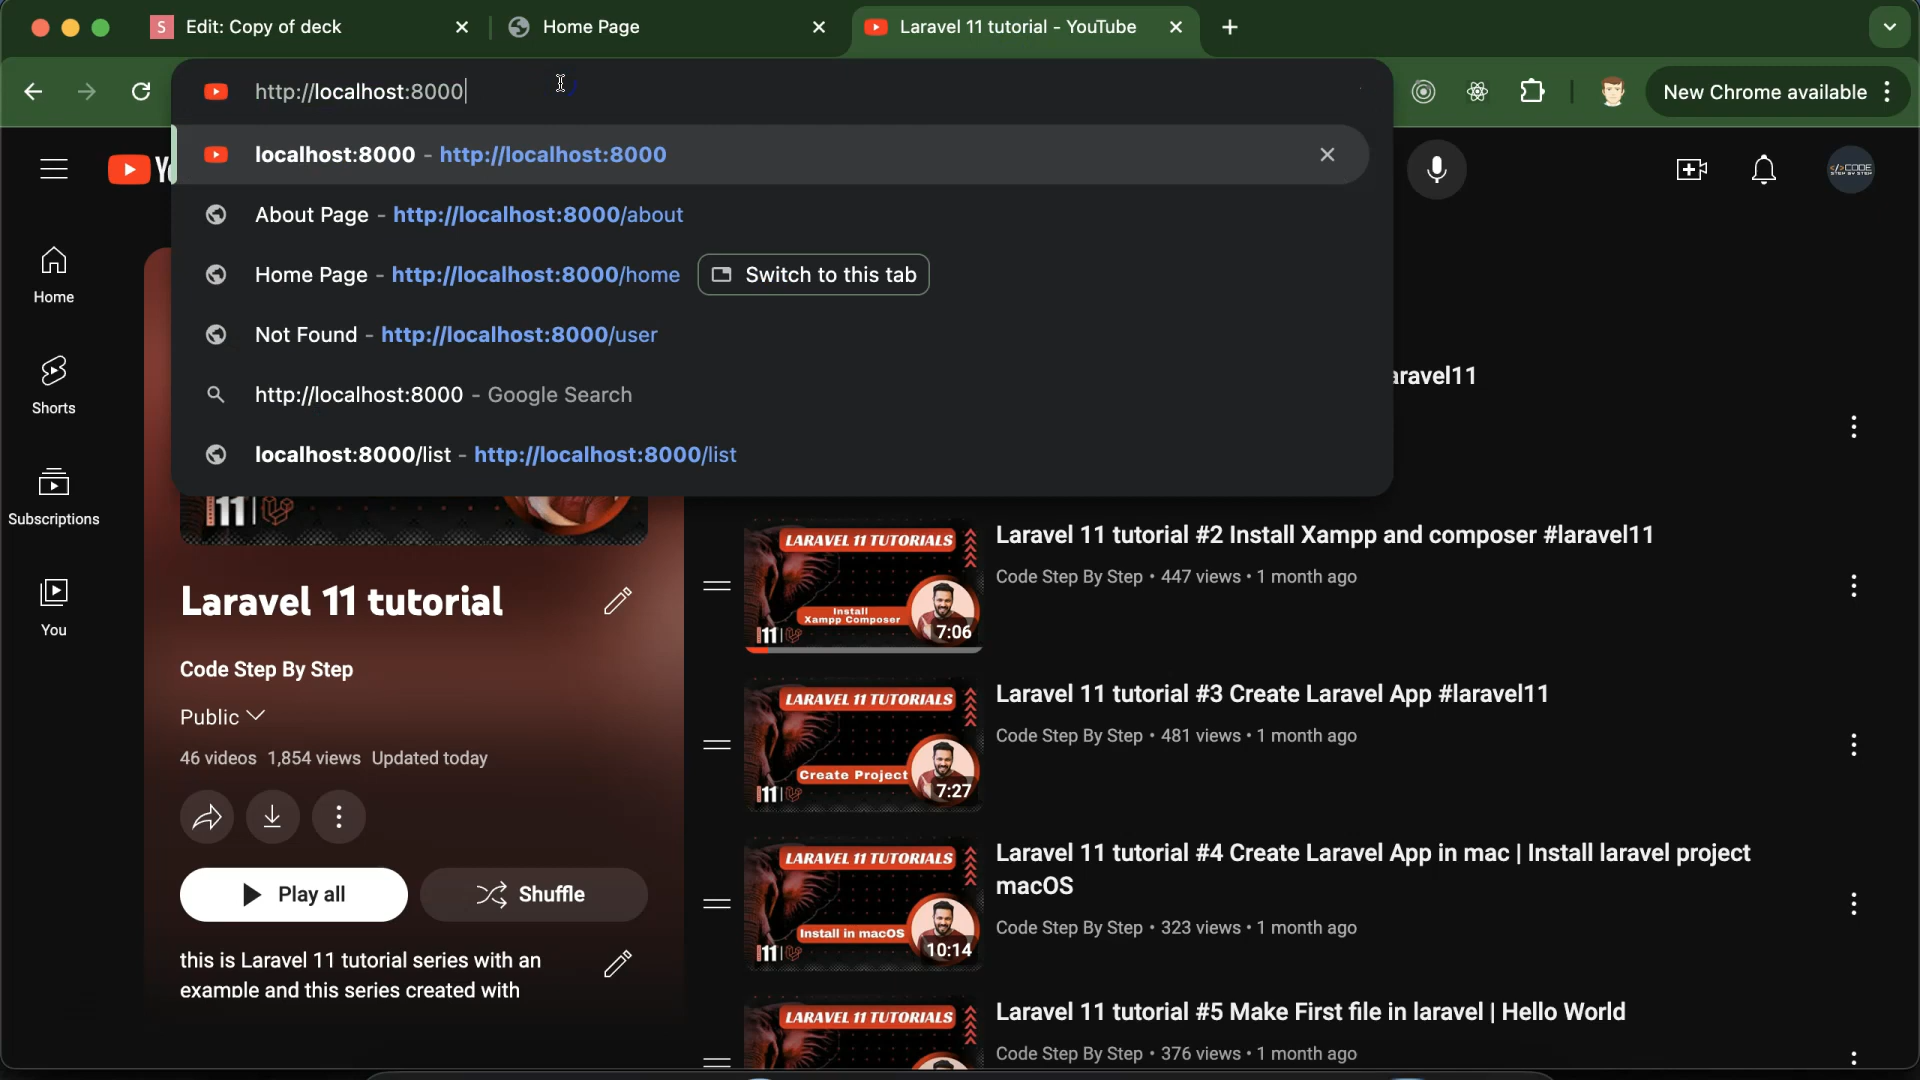 S Edit: Copy of deck
Home Page
Laravel 11 tutorial - YouTube
http://localhost:8000
New Chrome available
localhost:8000 - http://localhost:8000
About Page - http://localhost:8000/about
Home Page - http://localhost:8000/home Switch to this tab
Not Found - http://localhost:8000/user
http://localhost:8000 - Google Search
localhost:8000/list - http://localhost:8000/list
Home
Shorts
Subscriptions
You
11
Laravel 11 tutorial
Code Step By Step
Public
46 videos 1,854 views Updated today
Play all
Shuffle
this is Laravel 11 tutorial series with an
example and this series created with
aravel11
LARAVEL 11 TUTORIALS
Install
Xampp Composer
11
7:06
Laravel 11 tutorial #2 Install Xampp and composer #laravel11
Code Step By Step • 447 views • 1 month ago
LARAVEL 11 TUTORIALS
Create Project
11
7:27
Laravel 11 tutorial #3 Create Laravel App #laravel11
Code Step By Step • 481 views • 1 month ago
LARAVEL 11 TUTORIALS
Install in macOS
11
10:14
Laravel 11 tutorial #4 Create Laravel App in mac | Install laravel project
macOS
Code Step By Step • 323 views • 1 month ago
LARAVEL 11 TUTORIALS
Laravel 11 tutorial #5 Make First file in laravel | Hello World
Code Step By Step • 376 views • 1 month ago